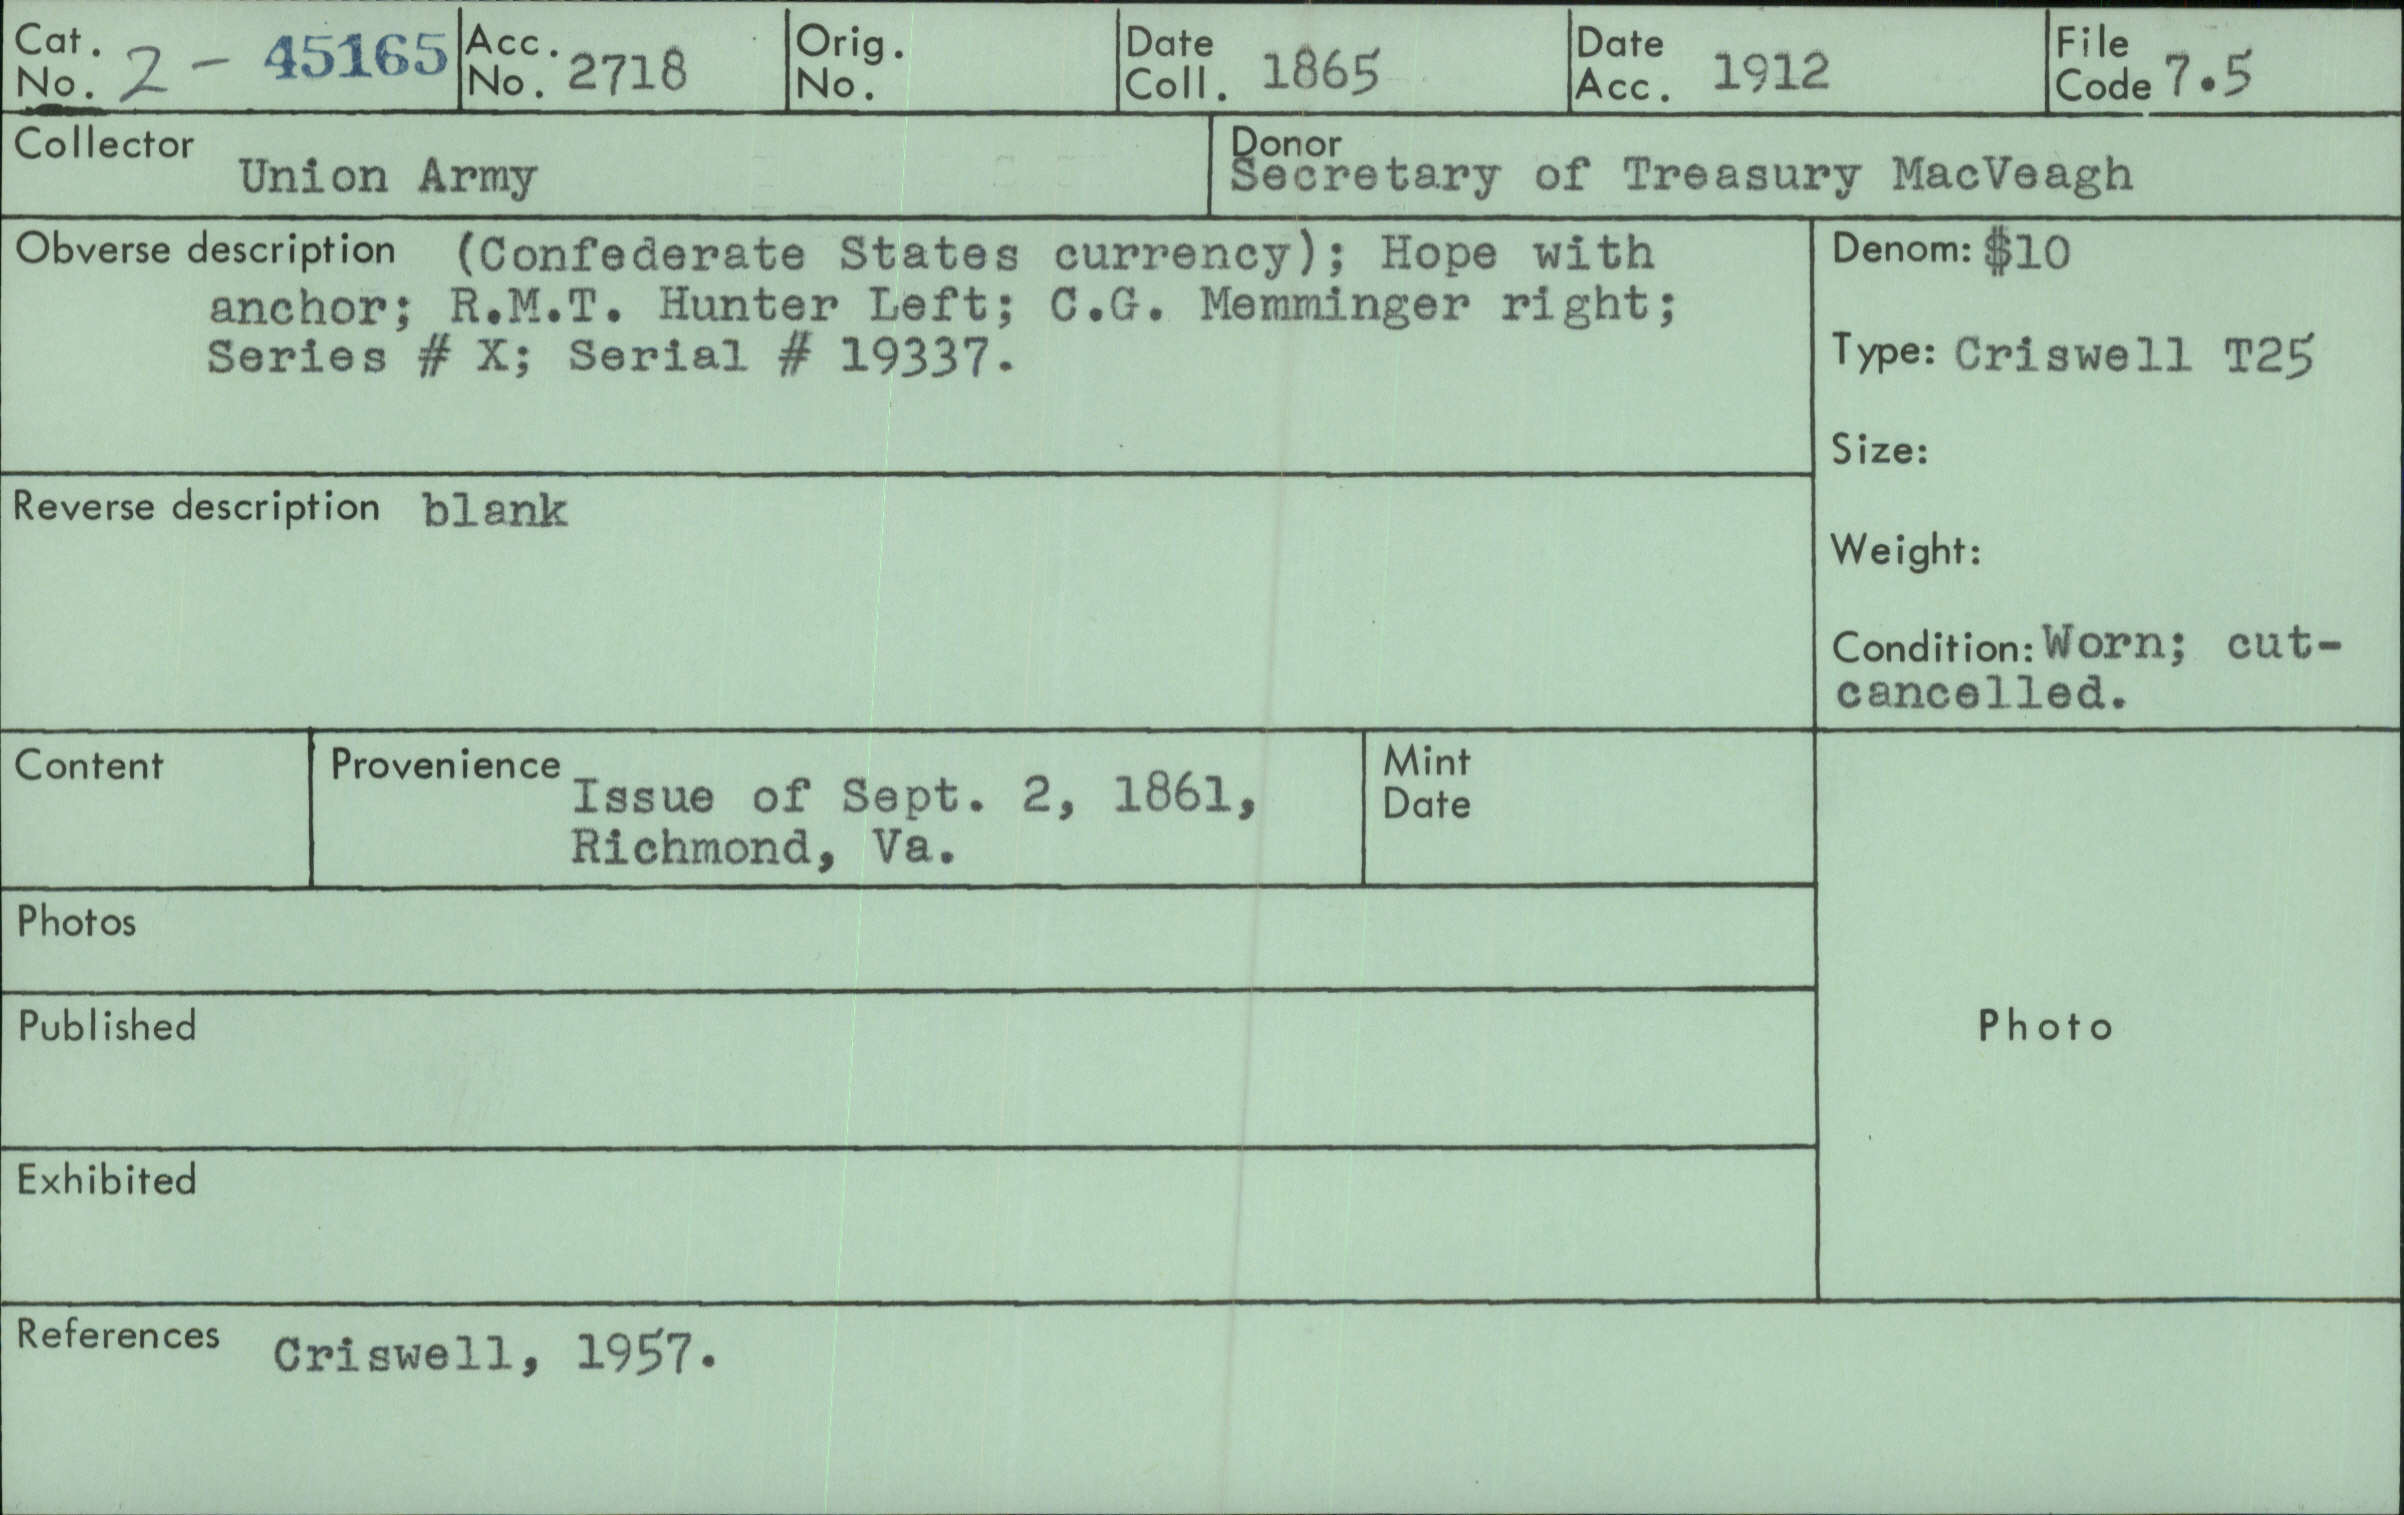 Cat. No. 2 - 45165
Acc. No. 2718
Orig. No.
Date Coll. 1865
Date Acc. 1912
File Code 7.5
Collector
Union Army
Donor
Secretary of Treasury MacVeagh
Obverse description (Confederate States currency); Hope with
anchor; R.M.T. Hunter Left; C.G. Memminger right;
Series # X; Serial # 19337.
Denom: $10
Type: Criswell T25
Size:
Weight:
Condition: Worn; cut-
cancelled.
Reverse description blank
Content
Provenience
Issue of Sept. 2, 1861,
Richmond, Va.
Mint
Date
Photos
Published
Photo
Exhibited
References Criswell, 1957.